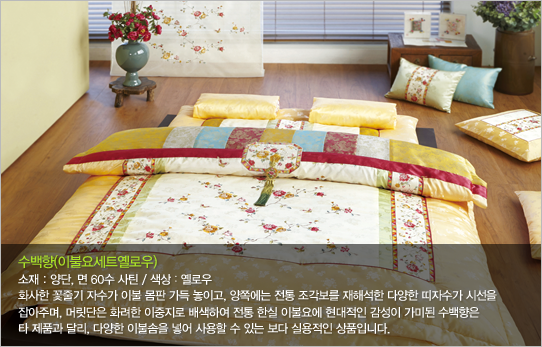 수백향(이불요세트옐로우)
소재 : 양단, 면 60수 사틴 / 색상 : 옐로우
화사한 꽃줄기 자수가 이불 몸판 가득 놓이고, 양쪽에는 전통 조각보를 재해석한 다양한 띠자수가 시선을
잡아주며, 머릿단은 화려한 이중지로 배색하여 전통 한실 이불요에 현대적인 감성이 가미된 수백향은
타 제품과 달리, 다양한 이불솜을 넣어 사용할 수 있는 보다 실용적인 상품입니다.